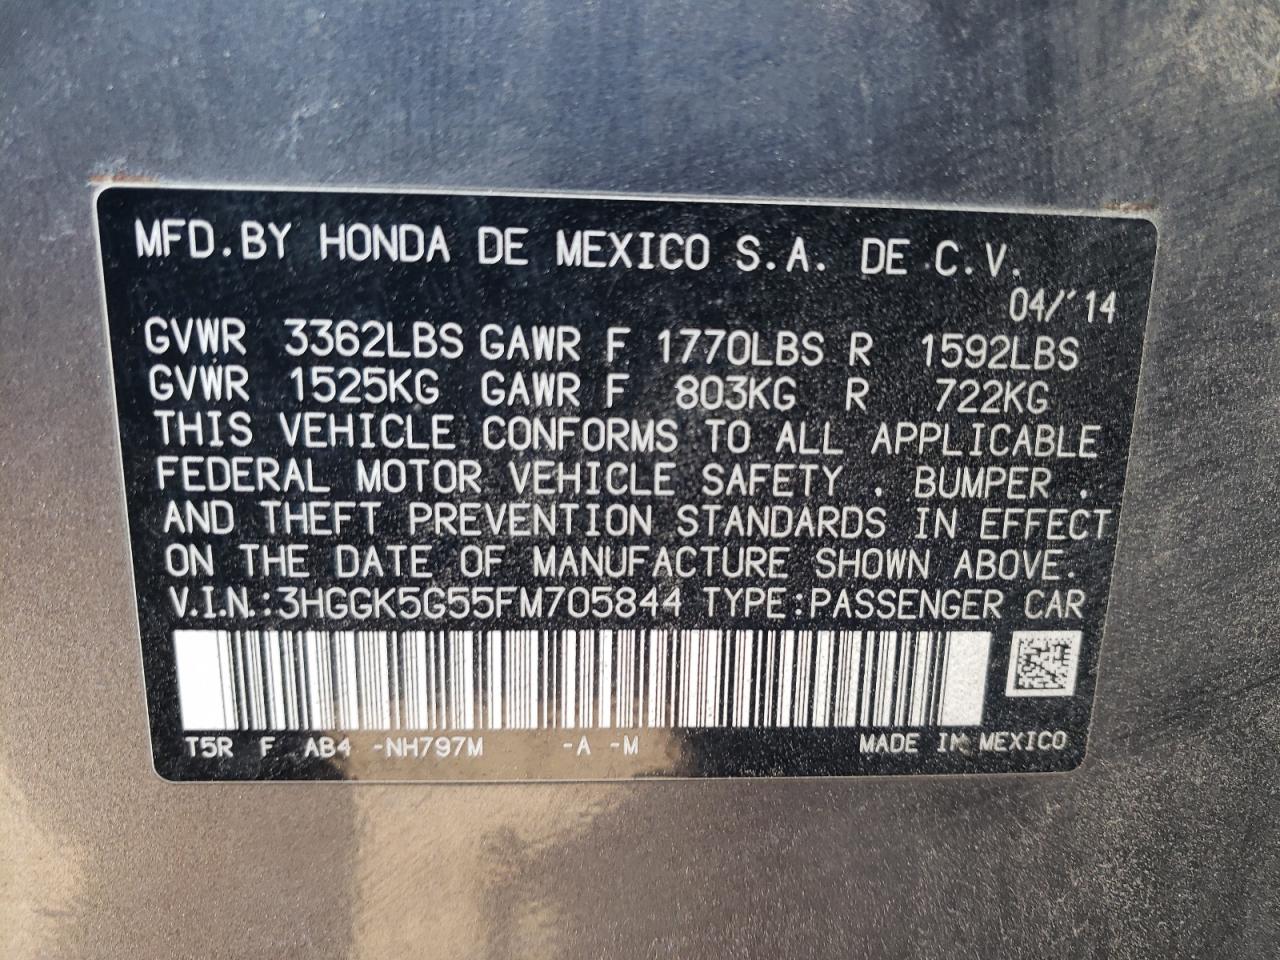 MFD.BY HONDA DE MEXICO S.A. DE C.V.
04/'14
GVWR 3362LBS GAWR F 1770LBS R 1592LBS
GVWR 1525KG GAWR F 803KG R 722KG
THIS VEHICLE CONFORMS TO ALL APPLICABLE
FEDERAL MOTOR VEHICLE SAFETY , BUMPER ,
AND THEFT PREVENTION STANDARDS IN EFFECT
ON THE DATE OF MANUFACTURE SHOWN ABOVE.
V.I.N.:3HGGK5G55FM705844 TYPE:PASSENGER CAR
T5R F AB4 -NH797M -A -M MADE IN MEXICO